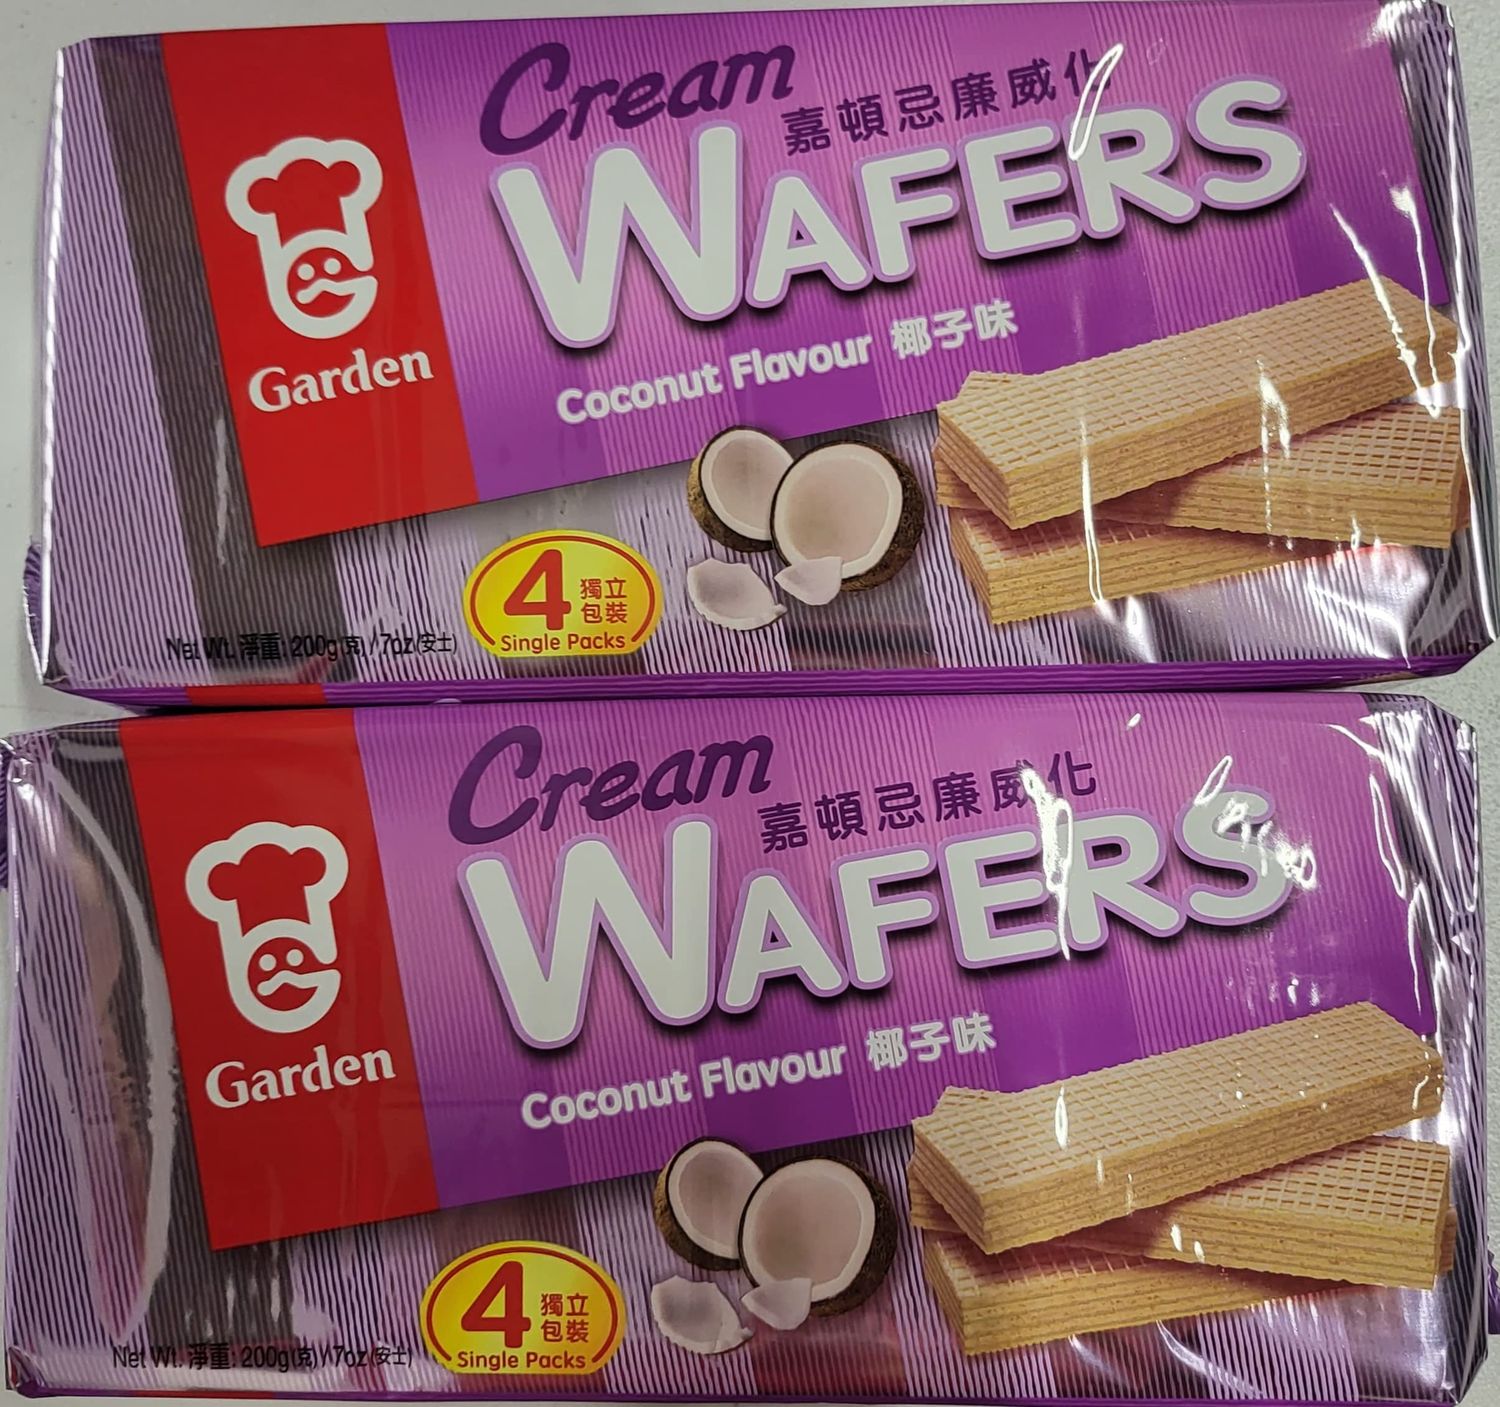 Cream
嘉頓忌廉威化
WAFERS
Garden
Coconut Flavour 椰子味
4 獨立
包裝
Single Packs
Net Wt. 淨重: 200g(克)/7oz(安士)
Cream
嘉頓忌廉威化
WAFERS
Garden
Coconut Flavour 椰子味
4 獨立
包裝
Single Packs
Net Wt. 淨重: 200g(克)/7oz(安士)